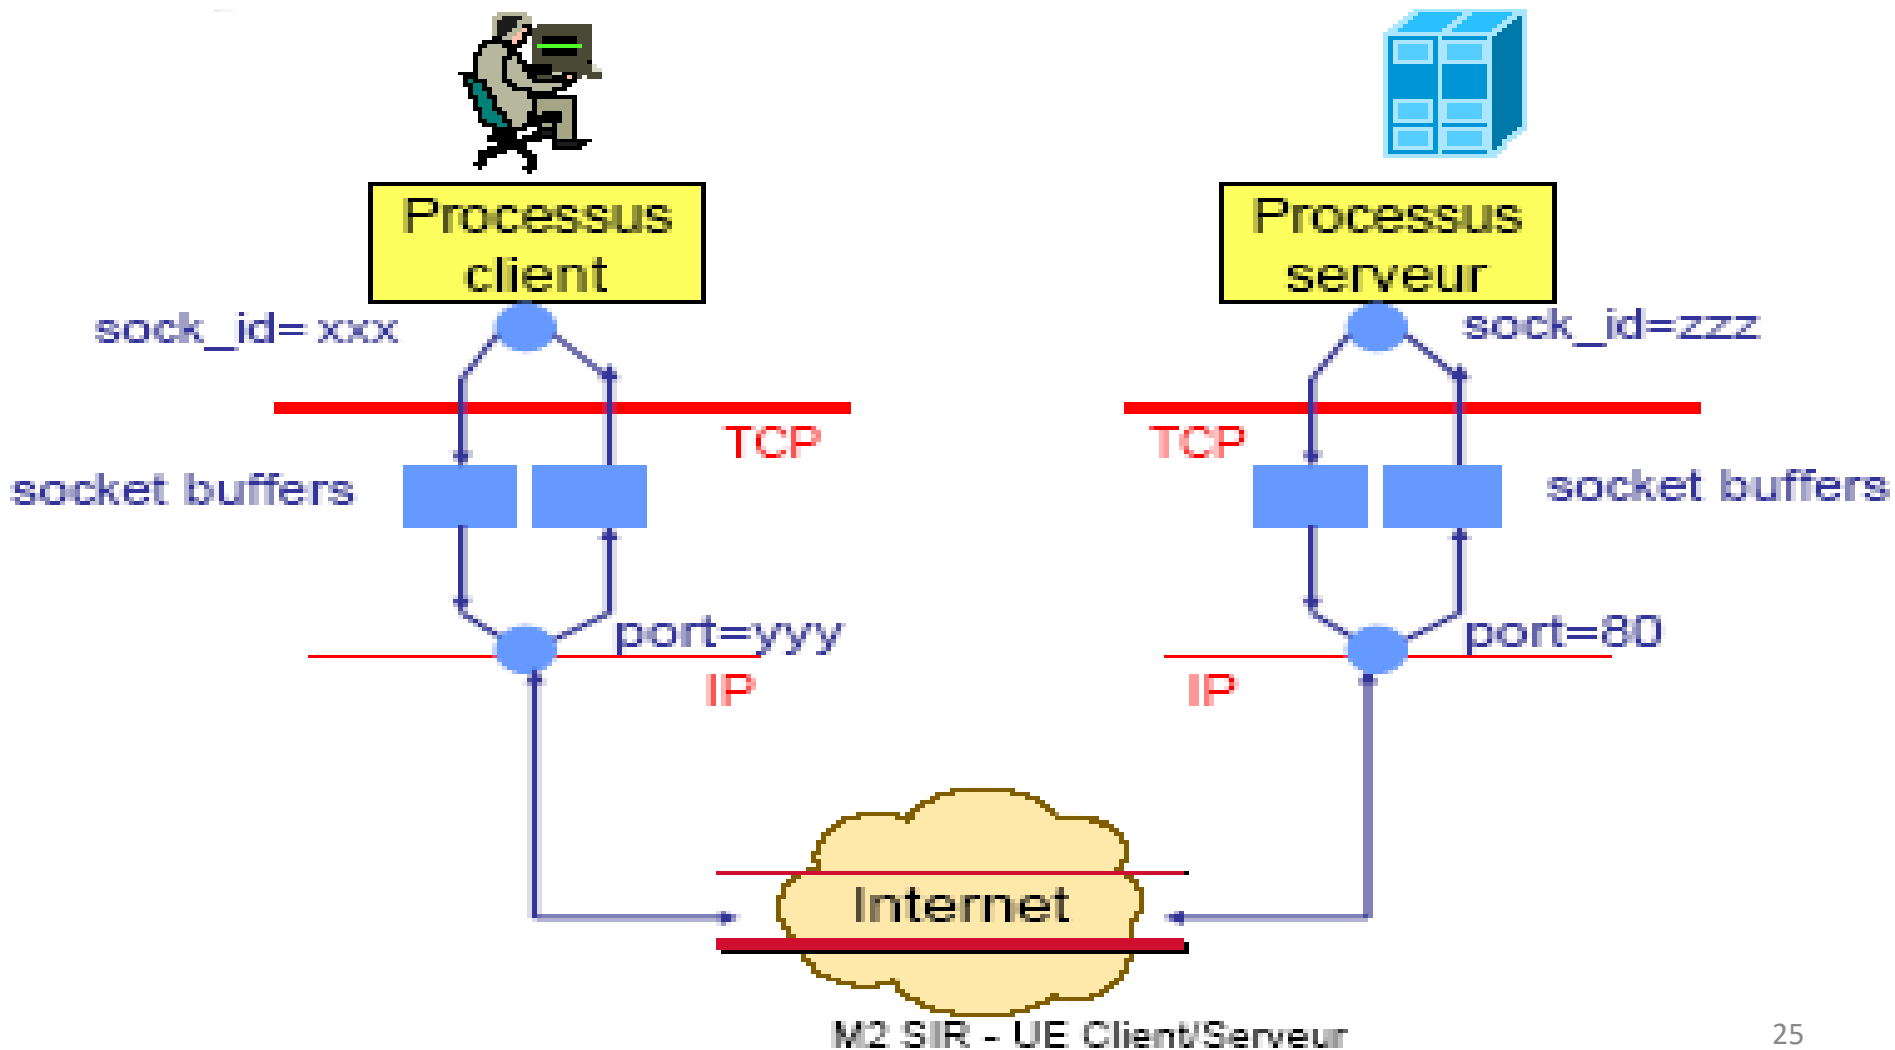 Processus
client
Processus
serveur
sock_id= xxx
sock_id=zzz
TCP
TCP
socket buffers
socket buffers
port=yyy
port=80
IP
IP
Internet
M2 SIR - UE Client/Serveur
25